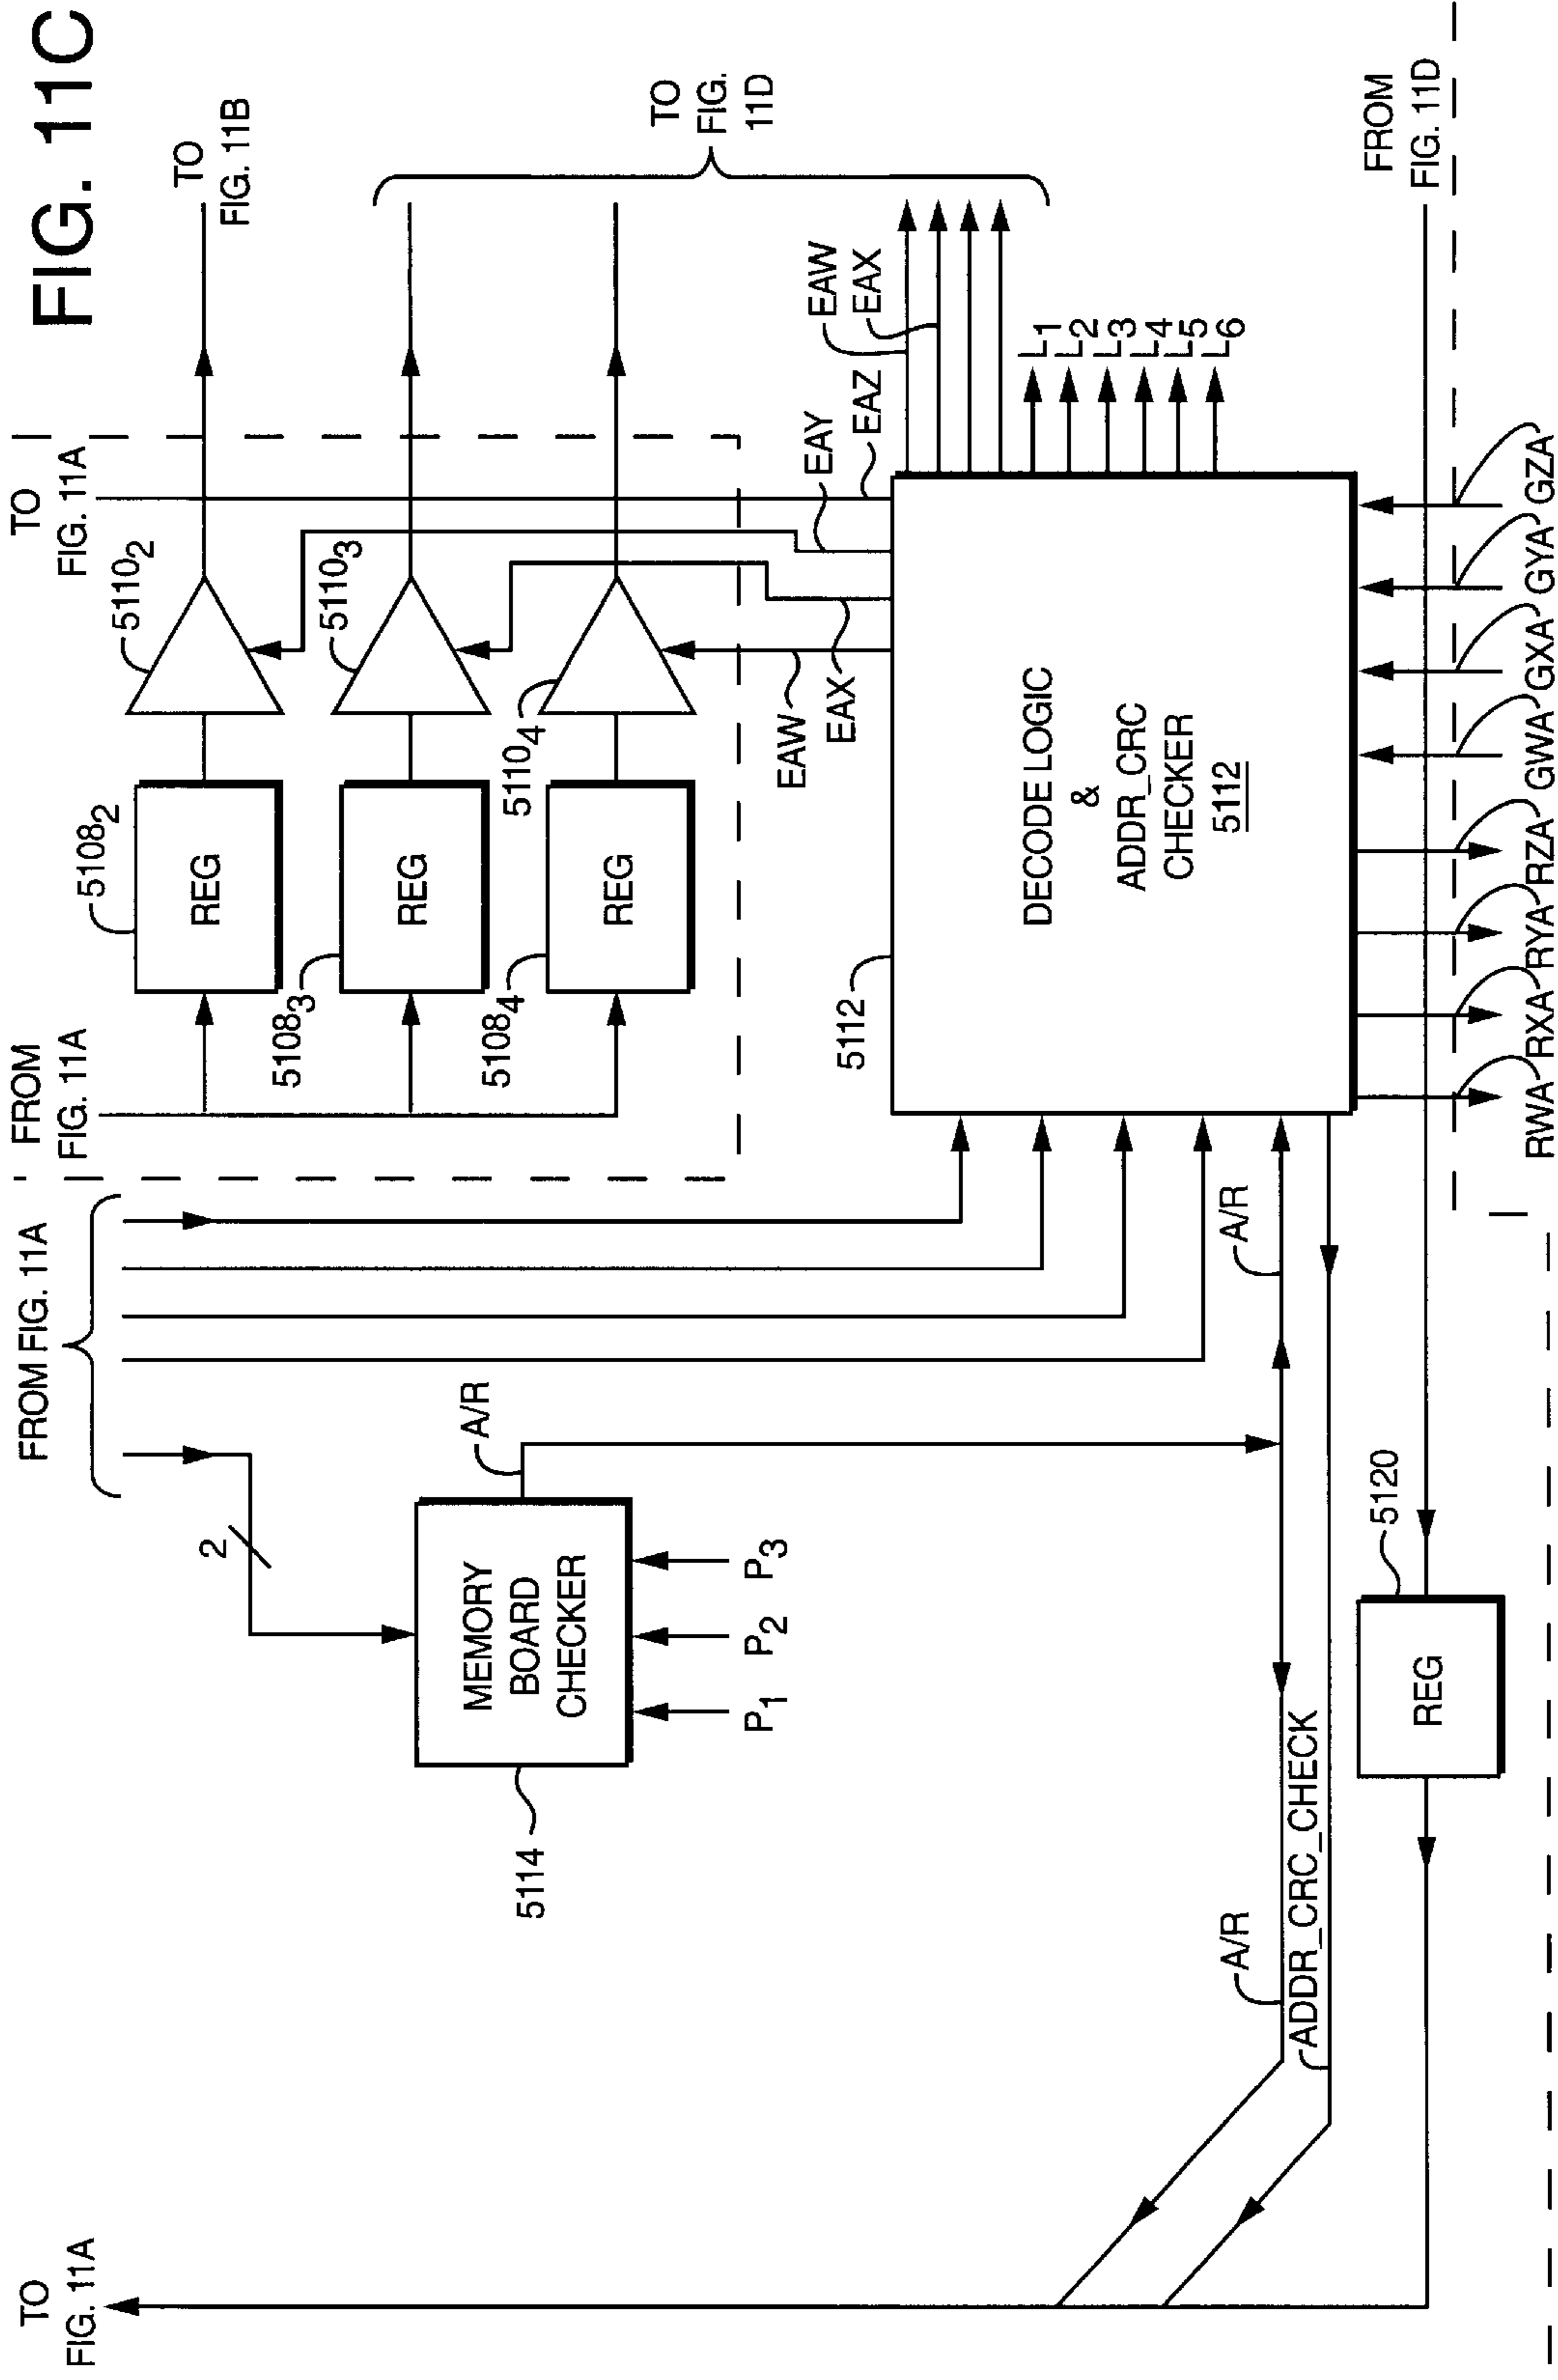 FIG. 11C
TO
FIG. 11A
FROM FIG. 11A
FROM
FIG. 11A
TO
FIG. 11A
TO
FIG. 11B
5108₂
REG
5110₂
5108₃
REG
5110₃
5108₄
REG
5110₄
TO
FIG.
11D
2
MEMORY
BOARD
CHECKER
5114
A/R
P₁
P₂
P₃
EAW
EAX
EAY
EAZ
EAW
EAX
5112
DECODE LOGIC
&
ADDR_CRC
CHECKER
5112
L₁
L₂
L₃
L₄
L₅
L₆
A/R
A/R
ADDR_CRC_CHECK
REG
5120
FROM
FIG. 11D
RWA
RXA
RYA
RZA
GWA
GXA
GYA
GZA